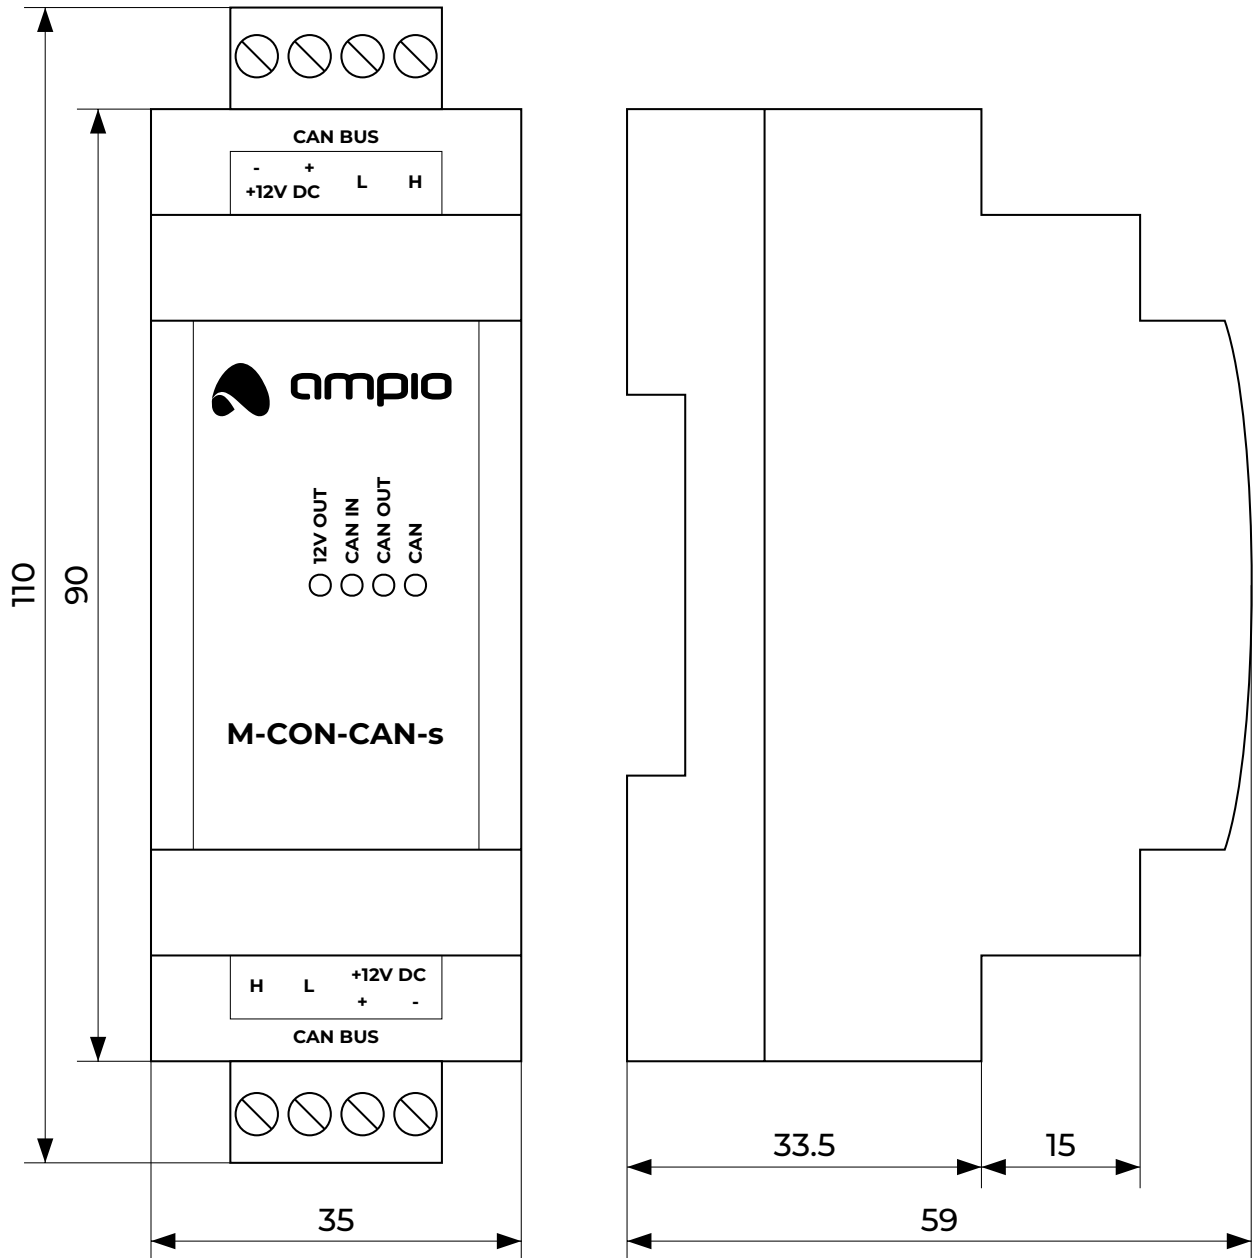 CAN BUS
- +
+12V DC L H
ampio
12V OUT
CAN IN
CAN OUT
CAN
110
90
M-CON-CAN-s
H L +12V DC
+ -
CAN BUS
33.5
15
35
59